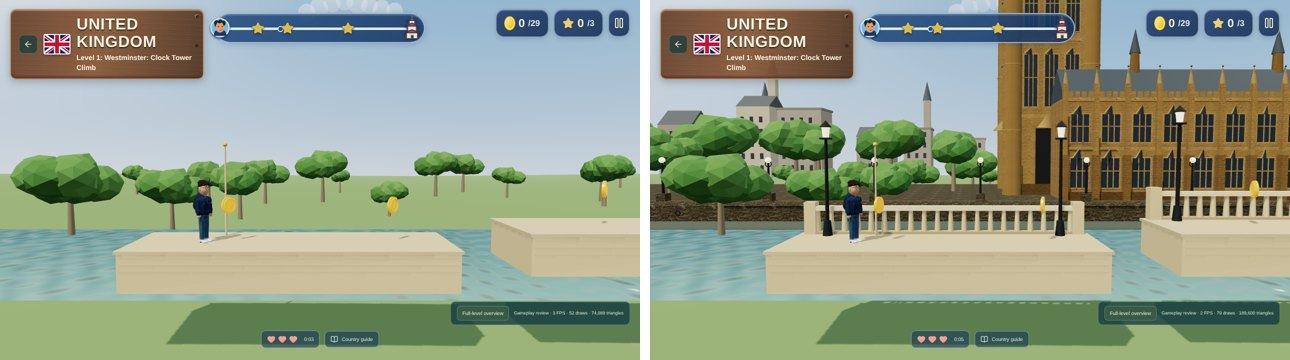 UNITED
KINGDOM
Level 1: Westminster: Clock Tower
Climb
0 /29
0 /3
Full-level overview
Gameplay review · 3 FPS · 52 draws · 74,089 triangles
0:03
Country guide
UNITED
KINGDOM
Level 1: Westminster: Clock Tower
Climb
0 /29
0 /3
Full-level overview
Gameplay review · 2 FPS · 79 draws · 189,600 triangles
0:05
Country guide